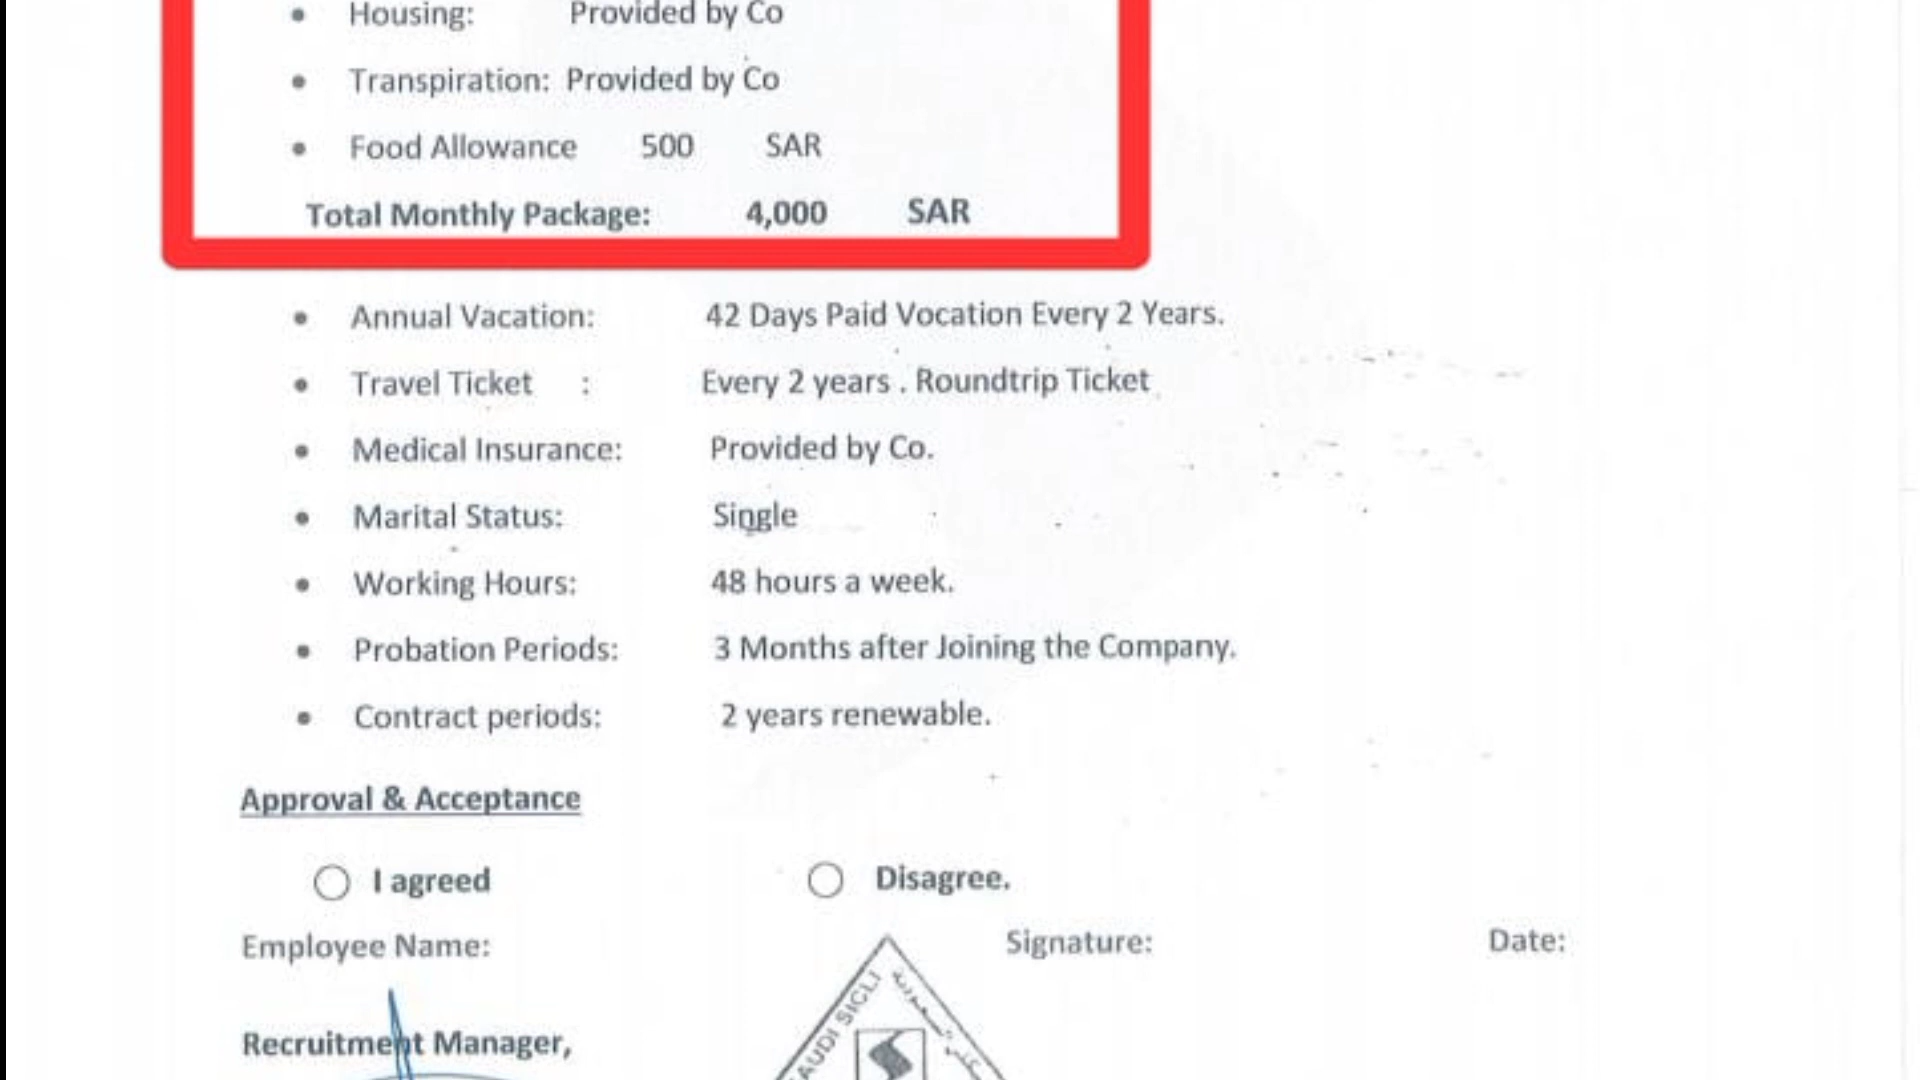 Housing: Provided by Co
Transpiration: Provided by Co
Food Allowance 500 SAR
Total Monthly Package: 4,000 SAR
Annual Vacation: 42 Days Paid Vocation Every 2 Years.
Travel Ticket : Every 2 years . Roundtrip Ticket
Medical Insurance: Provided by Co.
Marital Status: Single
Working Hours: 48 hours a week.
Probation Periods: 3 Months after Joining the Company.
Contract periods: 2 years renewable.
Approval & Acceptance
I agreed Disagree.
Employee Name: Signature: Date:
SAUDI SICLI
Recruitment Manager,